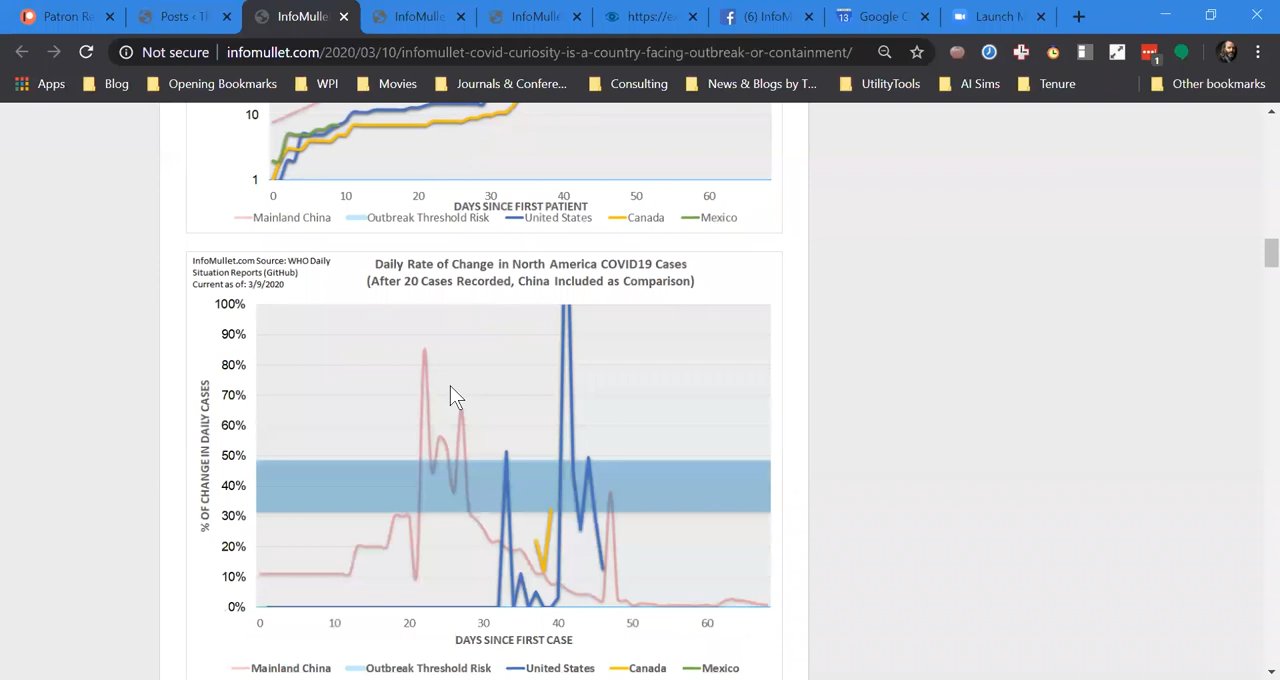 Patron Re
Posts ‹ Th
InfoMulle
InfoMulle
InfoMulle
https://e
(6) InfoM
Google C
Launch M
Not secure
infomullet.com/2020/03/10/infomullet-covid-curiosity-is-a-country-facing-outbreak-or-containment/
1
Apps
Blog
Opening Bookmarks
WPI
Movies
Journals & Confere...
Consulting
News & Blogs by T...
UtilityTools
AI Sims
Tenure
Other bookmarks
10
1
0 10 20 30 40 50 60
DAYS SINCE FIRST PATIENT
Mainland China Outbreak Threshold Risk United States Canada Mexico
InfoMullet.com Source: WHO Daily
Situation Reports (GitHub)
Current as of: 3/9/2020
Daily Rate of Change in North America COVID19 Cases
(After 20 Cases Recorded, China Included as Comparison)
% OF CHANGE IN DAILY CASES
100%
90%
80%
70%
60%
50%
40%
30%
20%
10%
0%
0 10 20 30 40 50 60
DAYS SINCE FIRST CASE
Mainland China Outbreak Threshold Risk United States Canada Mexico